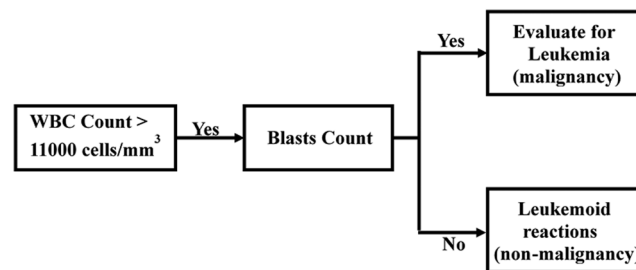 WBC Count >
11000 cells/mm³
Yes
Blasts Count
Yes
Evaluate for
Leukemia
(malignancy)
No
Leukemoid
reactions
(non-malignancy)